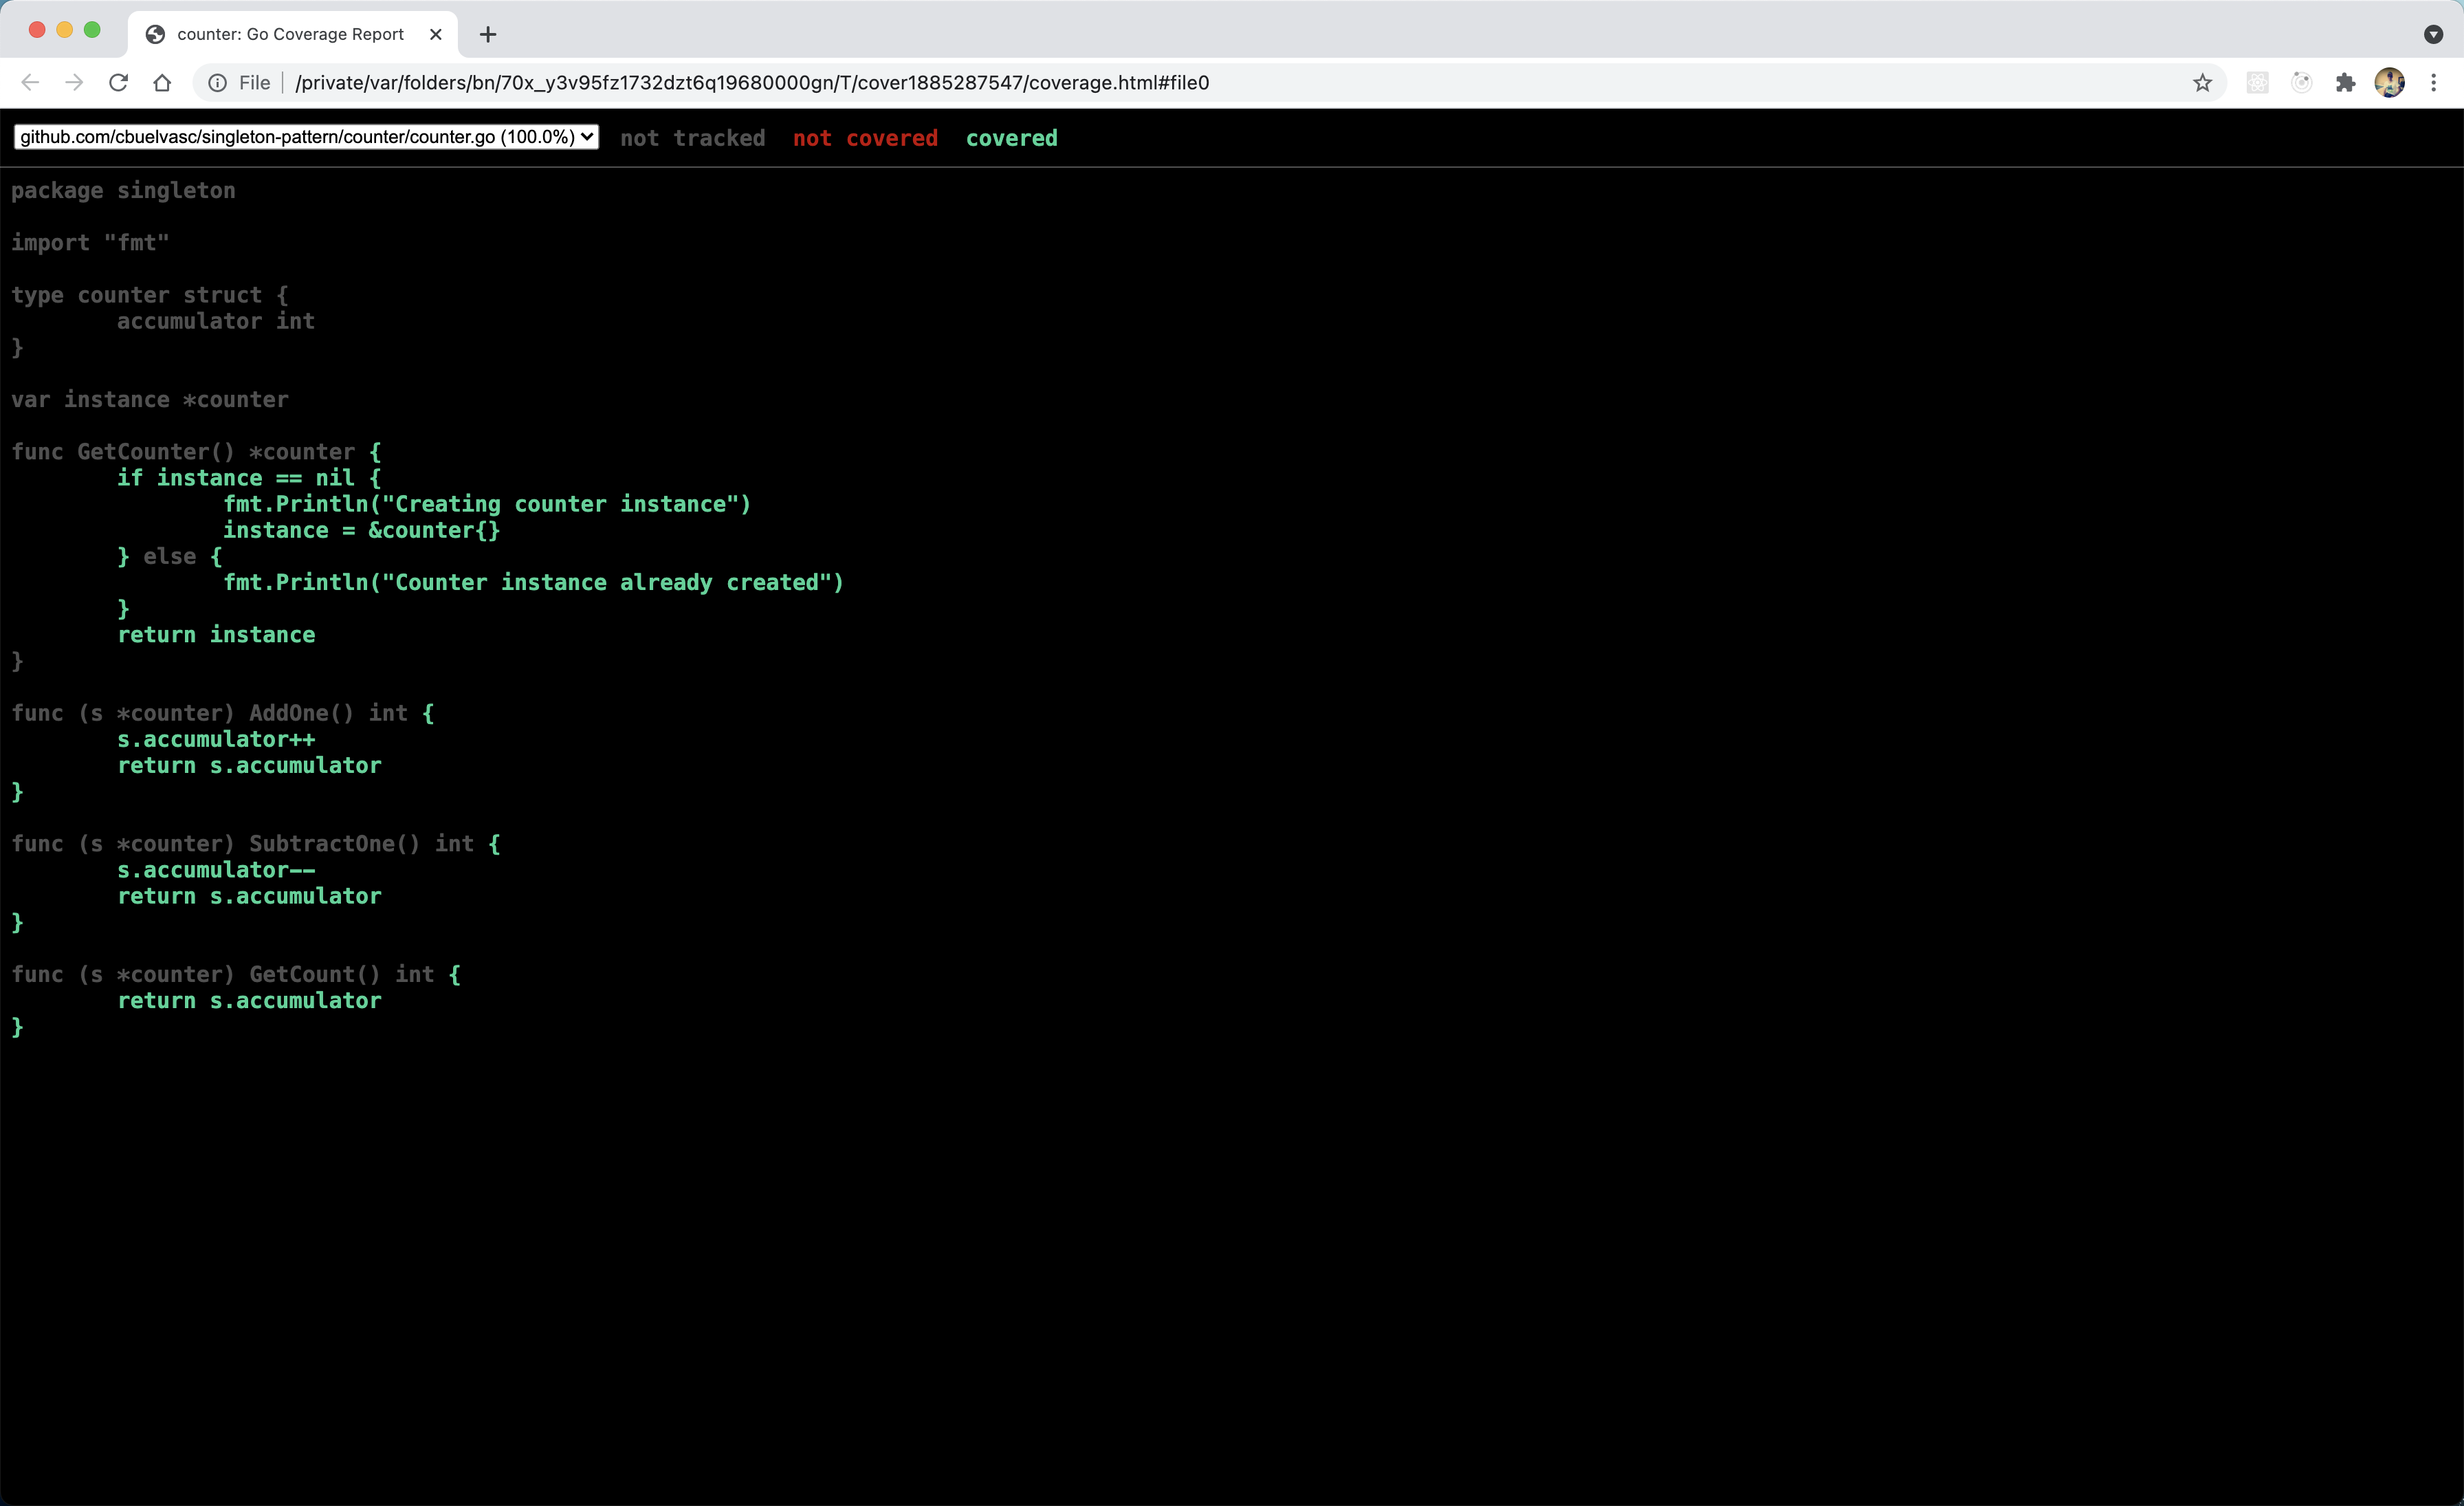 counter: Go Coverage Report
File /private/var/folders/bn/70x_y3v95fz1732dzt6q19680000gn/T/cover1885287547/coverage.html#file0
github.com/cbuelvasc/singleton-pattern/counter/counter.go (100.0%) not tracked not covered covered
package singleton
import "fmt"
type counter struct {
        accumulator int
}
var instance *counter
func GetCounter() *counter {
        if instance == nil {
                fmt.Println("Creating counter instance")
                instance = &counter{}
        } else {
                fmt.Println("Counter instance already created")
        }
        return instance
}
func (s *counter) AddOne() int {
        s.accumulator++
        return s.accumulator
}
func (s *counter) SubtractOne() int {
        s.accumulator--
        return s.accumulator
}
func (s *counter) GetCount() int {
        return s.accumulator
}